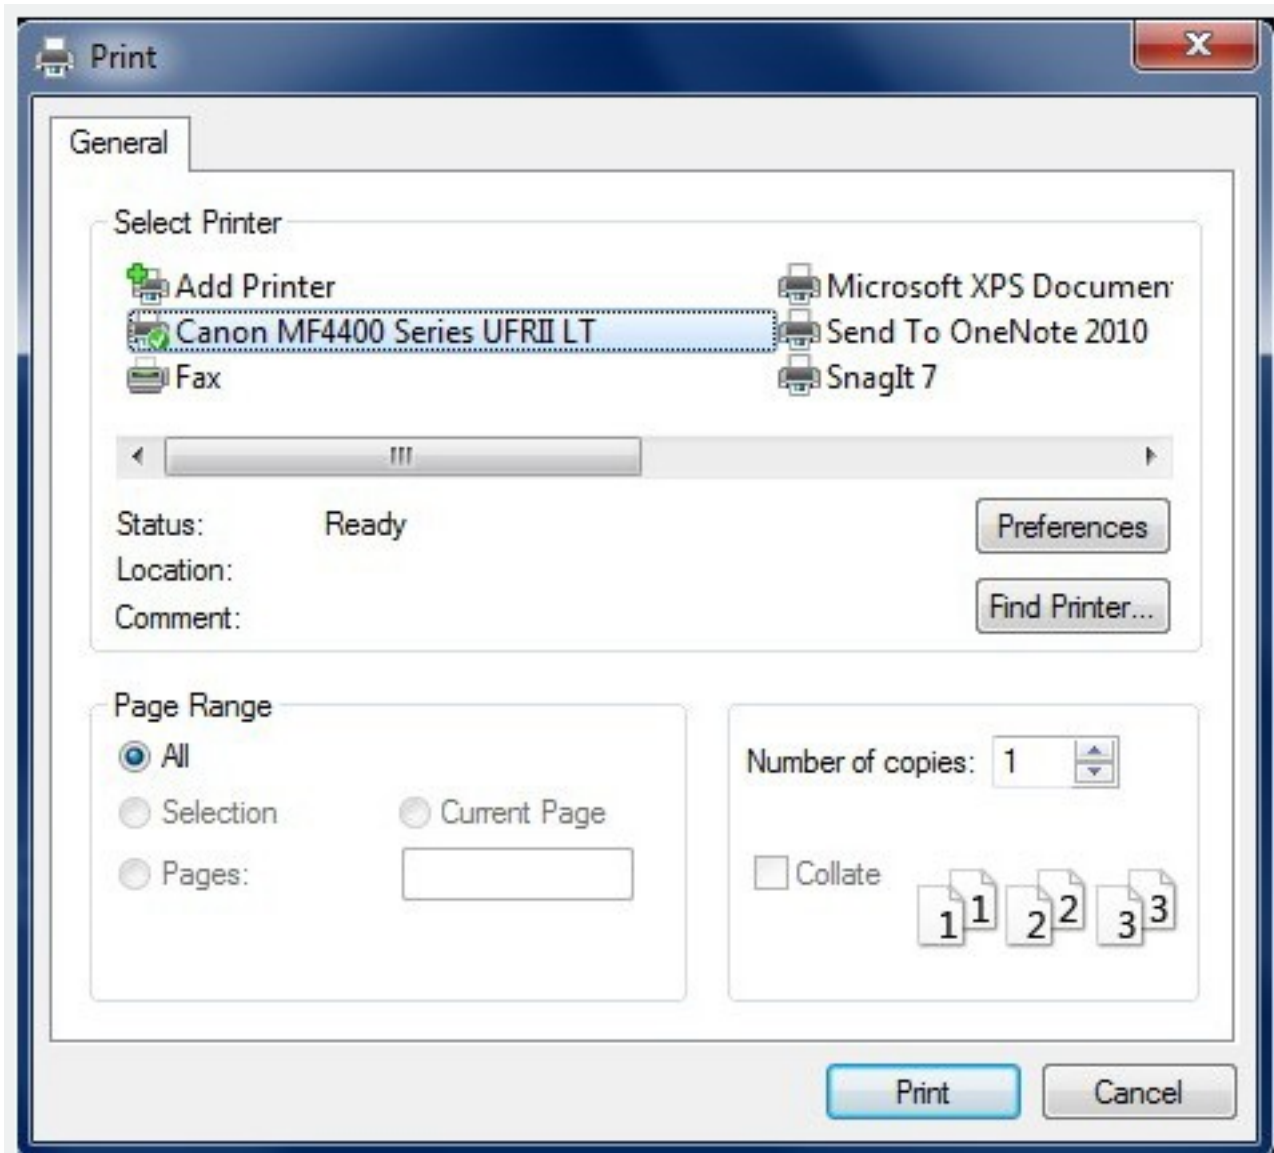 Print
General
Select Printer
Add Printer
Canon MF4400 Series UFRII LT
Fax
Microsoft XPS Documen
Send To OneNote 2010
SnagIt 7
Status: Ready
Location:
Comment:
Preferences
Find Printer...
Page Range
All
Selection Current Page
Pages:
Number of copies: 1
Collate
1 1 2 2 3 3
Print Cancel